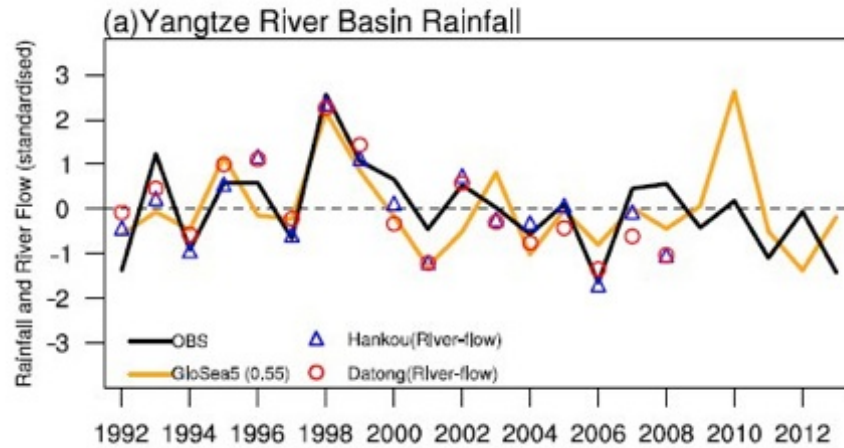 (a)Yangtze River Basin Rainfall
Rainfall and River Flow (standardised)
3
2
1
0
-1
-2
-3
OBS
Hankou(River-flow)
GloSea5 (0.55)
Datong(River-flow)
1992 1994 1996 1998 2000 2002 2004 2006 2008 2010 2012